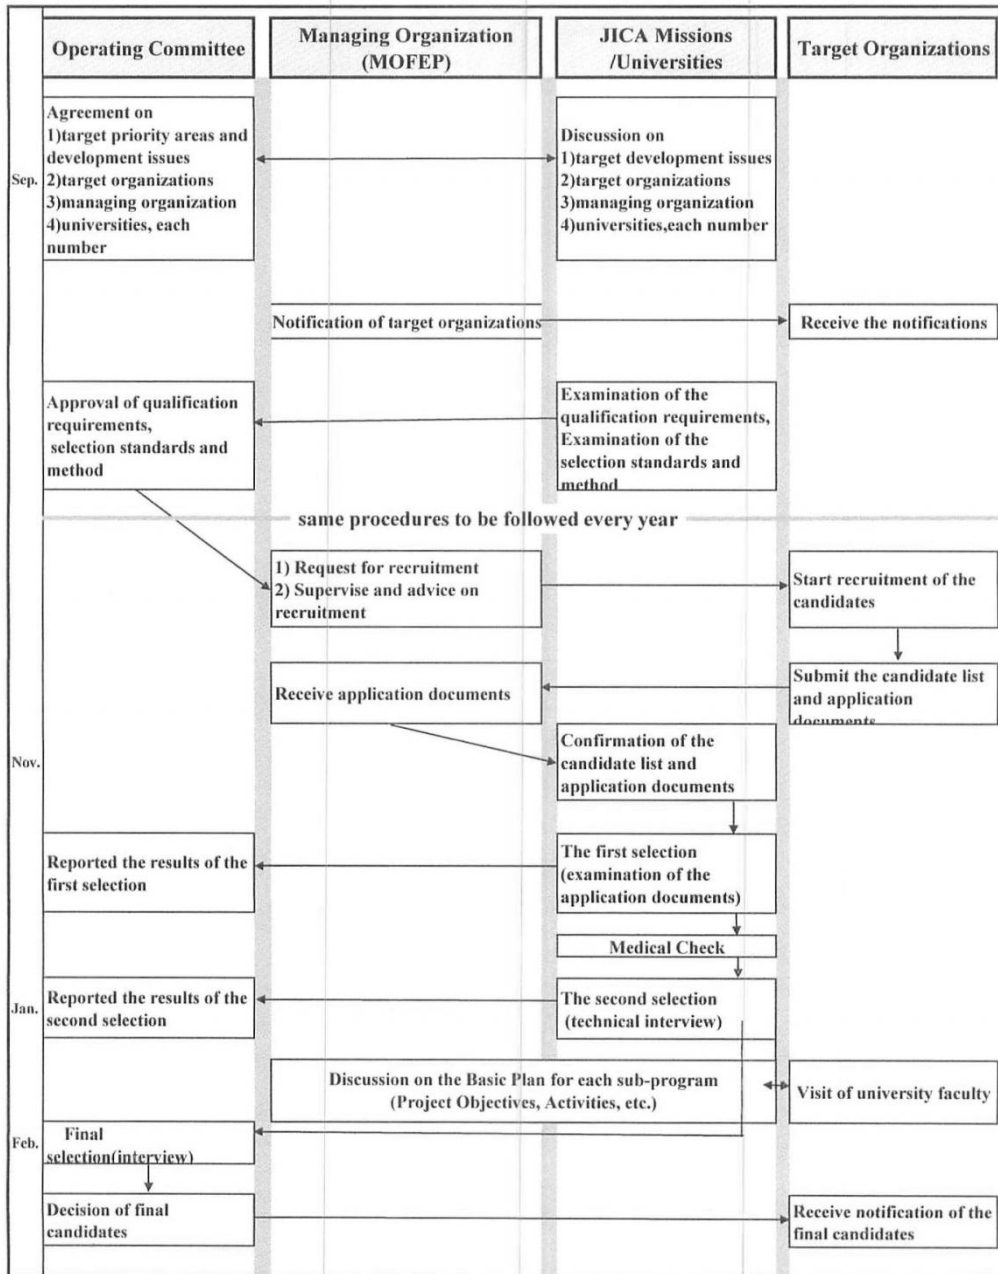 Operating Committee
Managing Organization
(MOFEP)
JICA Missions
/Universities
Target Organizations
Sep.
Agreement on
1)target priority areas and
development issues
2)target organizations
3)managing organization
4)universities, each
number
Discussion on
1)target development issues
2)target organizations
3)managing organization
4)universities,each number
Notification of target organizations
Receive the notifications
Approval of qualification
requirements,
selection standards and
method
Examination of the
qualification requirements,
Examination of the
selection standards and
method
same procedures to be followed every year
1) Request for recruitment
2) Supervise and advice on
recruitment
Start recruitment of the
candidates
Receive application documents
Submit the candidate list
and application
documents
Nov.
Confirmation of the
candidate list and
application documents
Reported the results of the
first selection
The first selection
(examination of the
application documents)
Medical Check
Jan.
Reported the results of the
second selection
The second selection
(technical interview)
Discussion on the Basic Plan for each sub-program
(Project Objectives, Activities, etc.)
Visit of university faculty
Feb.
Final
selection(interview)
Decision of final
candidates
Receive notification of the
final candidates